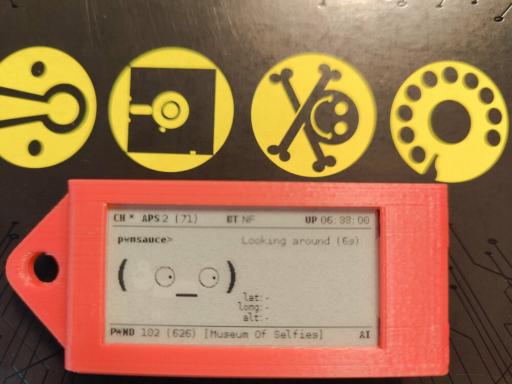 CH * APS 2 (71) BT NF UP 06:38:00
pwnsauce> Looking around (6s)
lat:-
long:-
alt:-
PWND 102 (626) [Museum Of Selfies] AI